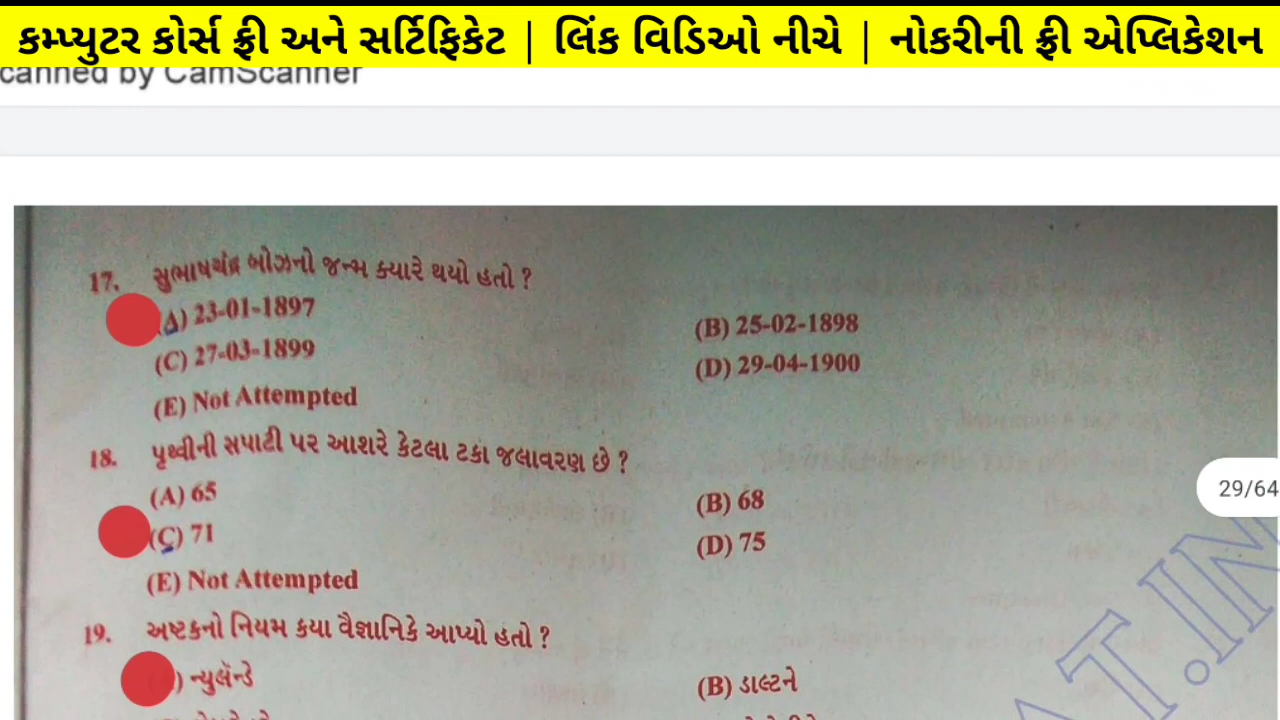 કમ્પ્યુટર કોર્સ ફ્રી અને સર્ટિફિકેટ | લિંક વિડિઓ નીચે | નોકરીની ફ્રી એપ્લિકેશન
canned by CamScanner
17. સુભાષચંદ્ર બોઝનો જન્મ ક્યારે થયો હતો ?
(A) 23-01-1897 (B) 25-02-1898
(C) 27-03-1899 (D) 29-04-1900
(E) Not Attempted
18. પૃથ્વીની સપાટી પર આશરે કેટલા ટકા જલાવરણ છે ?
(A) 65 (B) 68
(C) 71 (D) 75
(E) Not Attempted
29/64
19. અષ્ટકનો નિયમ કયા વૈજ્ઞાનિકે આપ્યો હતો ?
) ન્યુલૅન્ડે (B) ડાલ્ટને
AT.IN